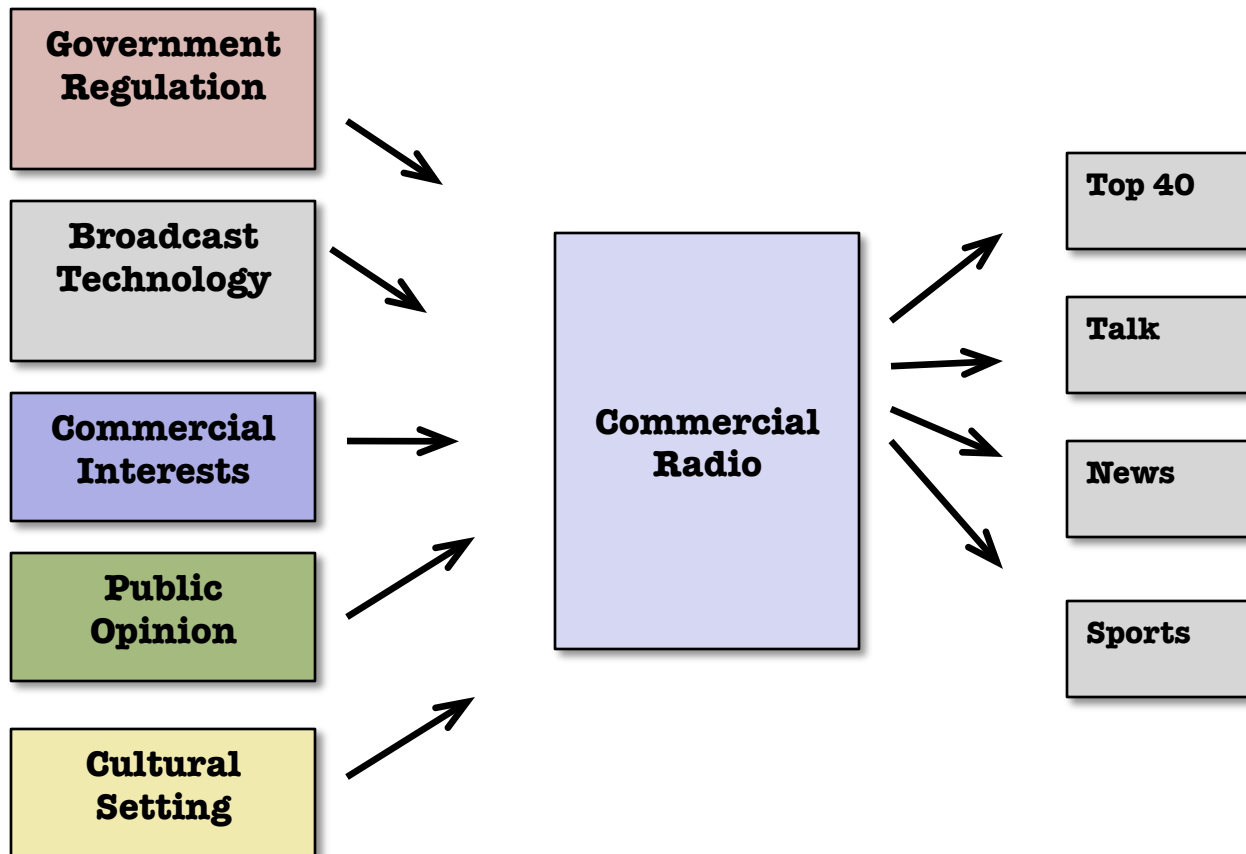 Government
Regulation
Broadcast
Technology
Commercial
Interests
Public
Opinion
Cultural
Setting
Commercial
Radio
Top 40
Talk
News
Sports